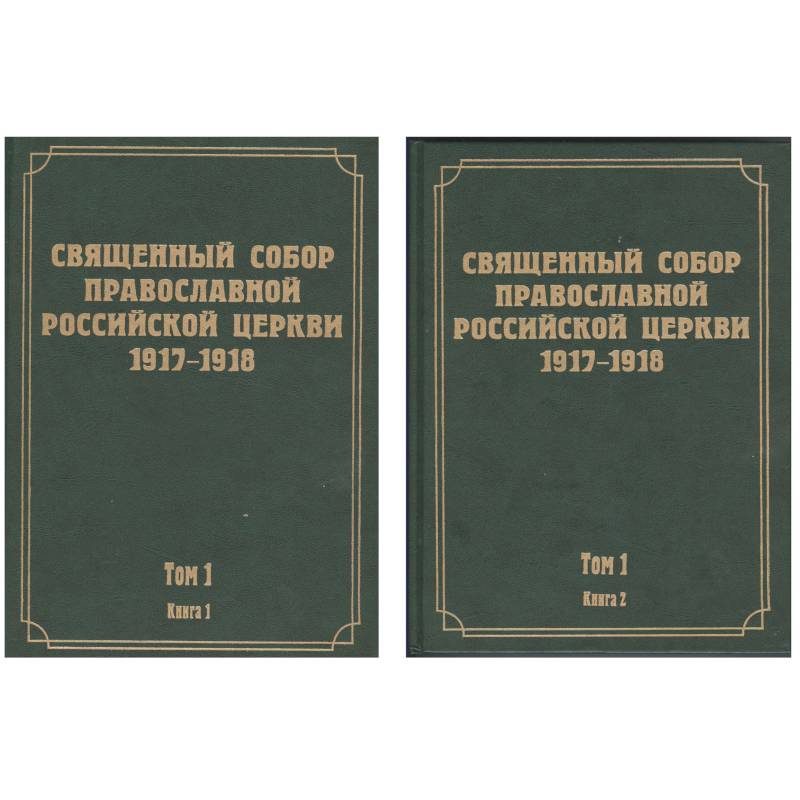 СВЯЩЕННЫЙ СОБОР
ПРАВОСЛАВНОЙ
РОССИЙСКОЙ ЦЕРКВИ
1917–1918
Том 1
Книга 1
СВЯЩЕННЫЙ СОБОР
ПРАВОСЛАВНОЙ
РОССИЙСКОЙ ЦЕРКВИ
1917–1918
Том 1
Книга 2